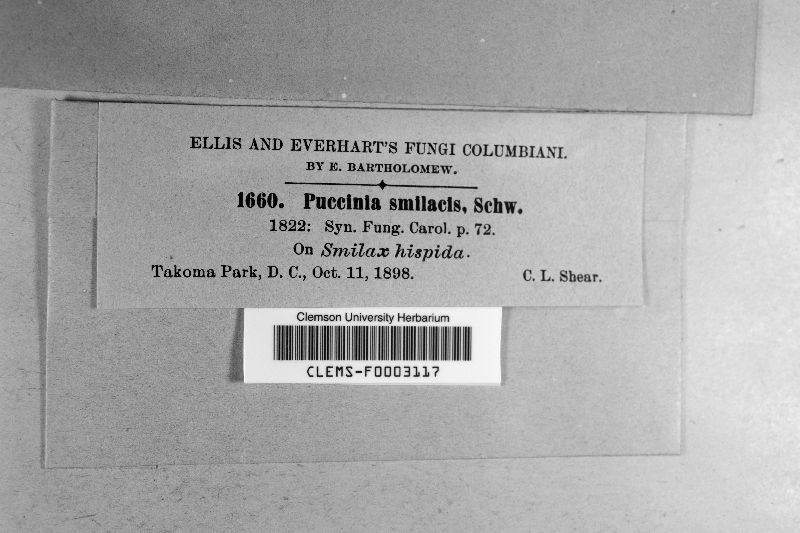 ELLIS AND EVERHART'S FUNGI COLUMBIANI.
BY E. BARTHOLOMEW.
1660. Puccinia smilacis, Schw.
1822: Syn. Fung. Carol. p. 72.
On Smilax hispida.
Takoma Park, D. C., Oct. 11, 1898. C. L. Shear.
Clemson University Herbarium
CLEMS-F0003117